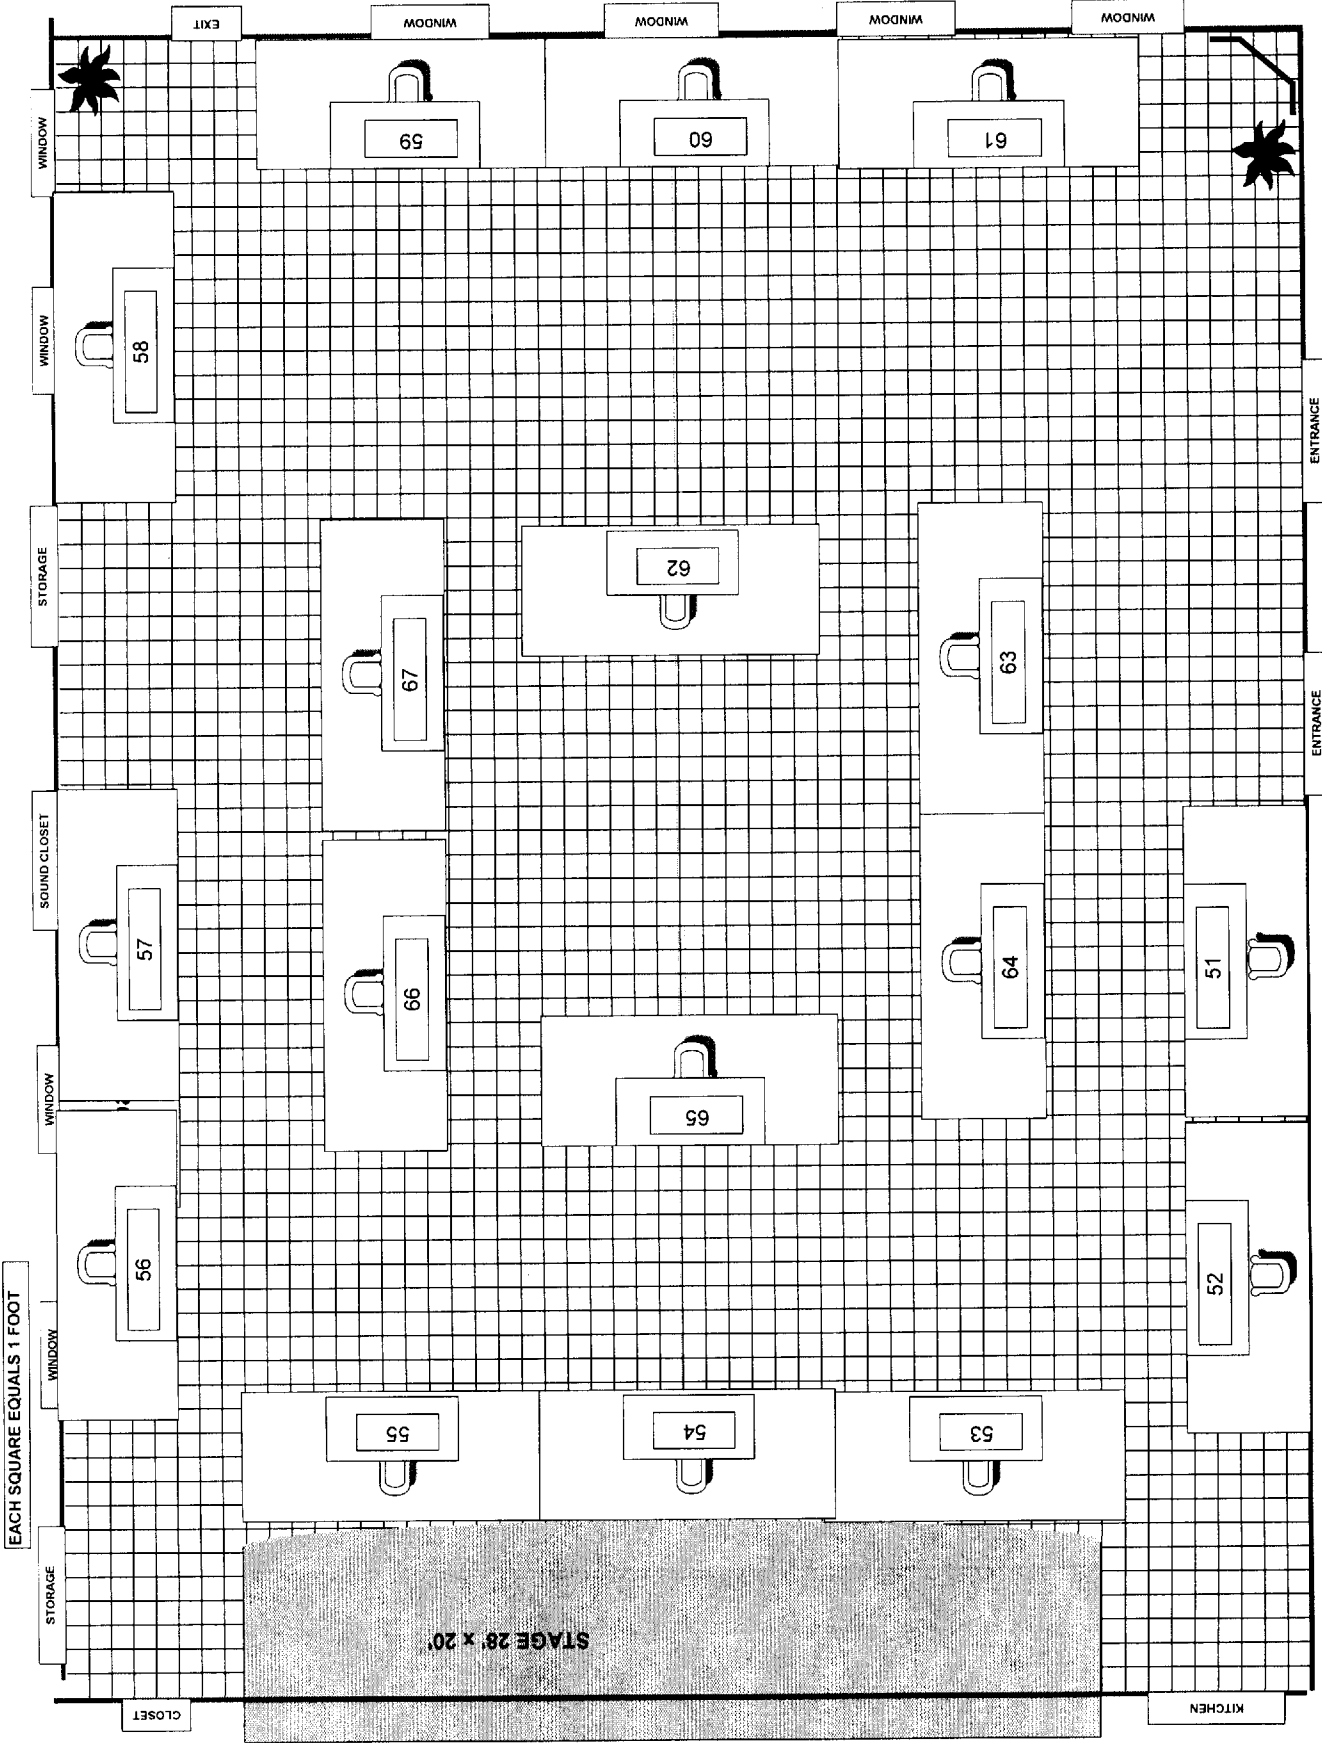 EXIT
WINDOW
WINDOW
WINDOW
WINDOW
WINDOW
59
60
61
WINDOW
58
ENTRANCE
STORAGE
62
67
63
ENTRANCE
SOUND CLOSET
57
66
64
51
WINDOW
65
56
52
EACH SQUARE EQUALS 1 FOOT
WINDOW
55
54
53
STORAGE
STAGE 28' x 20'
CLOSET
KITCHEN